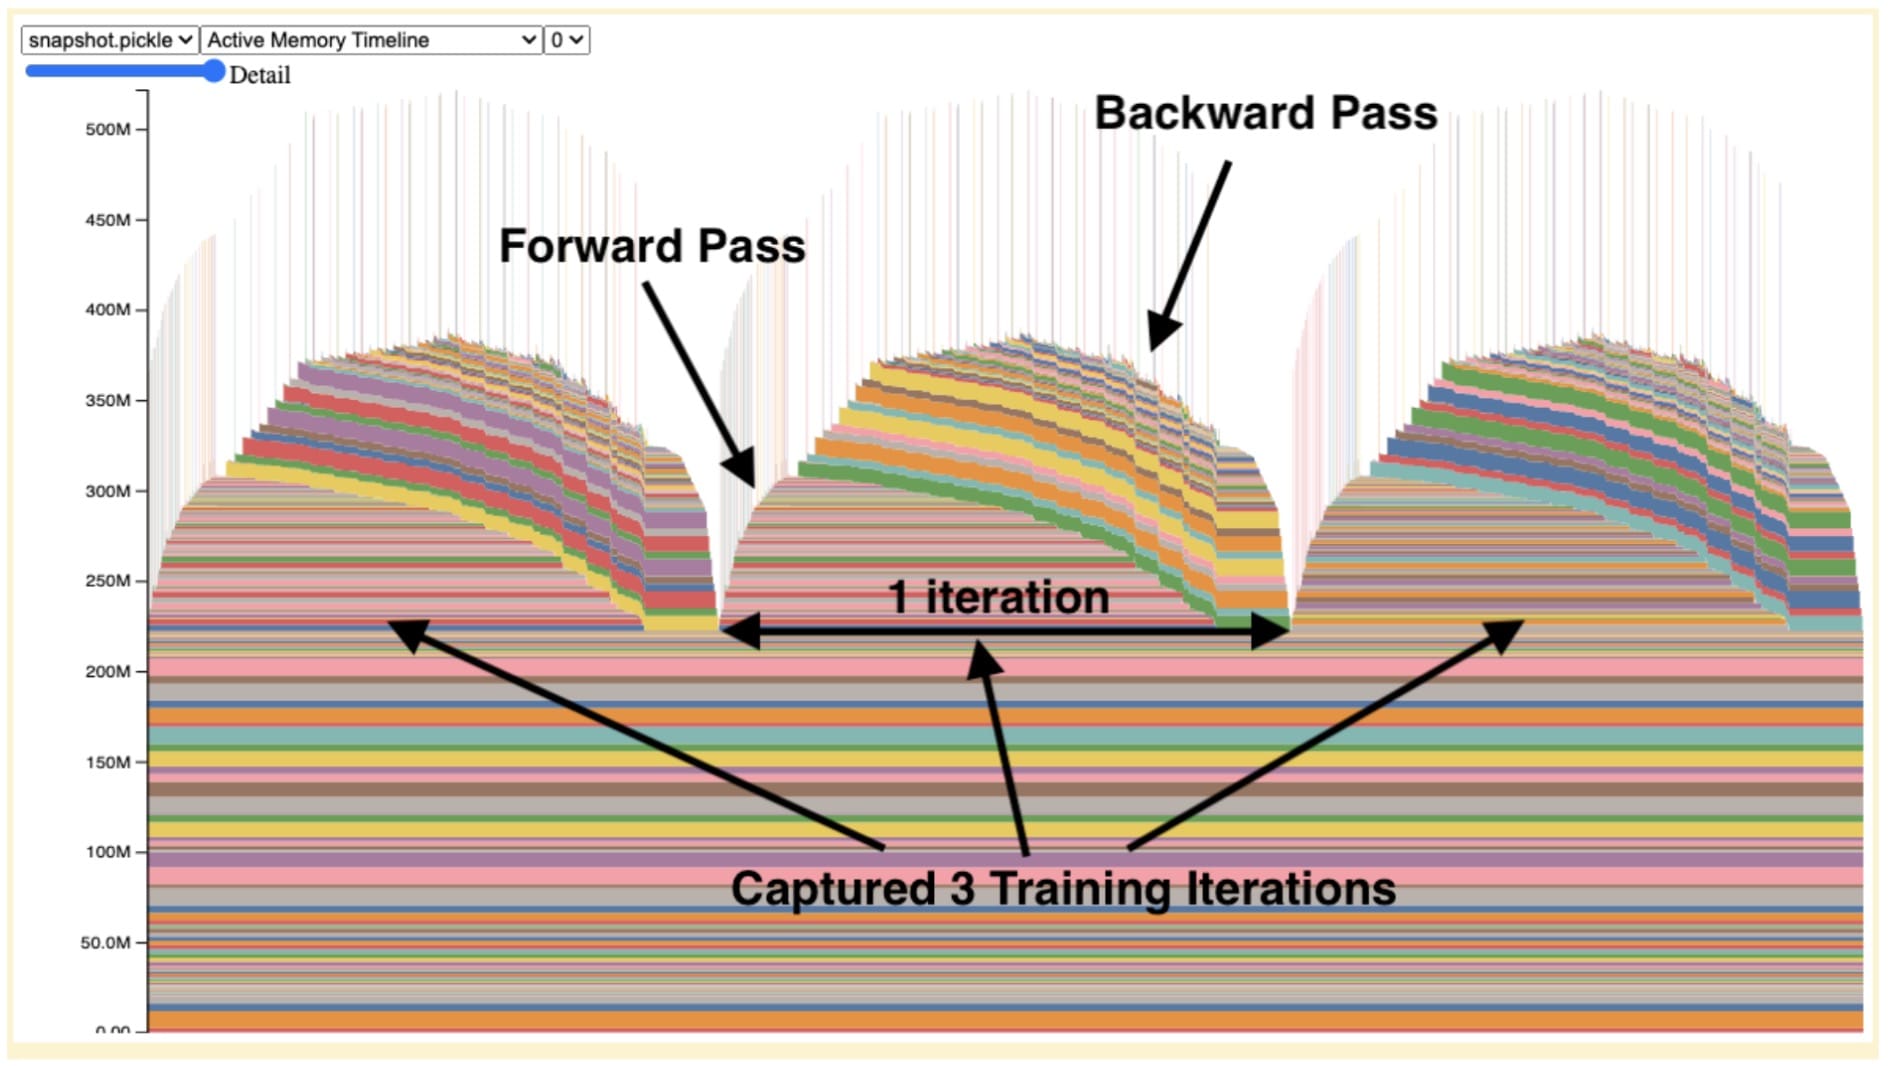 snapshot.pickle Active Memory Timeline 0
Detail
500M
450M
400M
350M
300M
250M
200M
150M
100M
50.0M
0.00
Backward Pass
Forward Pass
1 iteration
Captured 3 Training Iterations